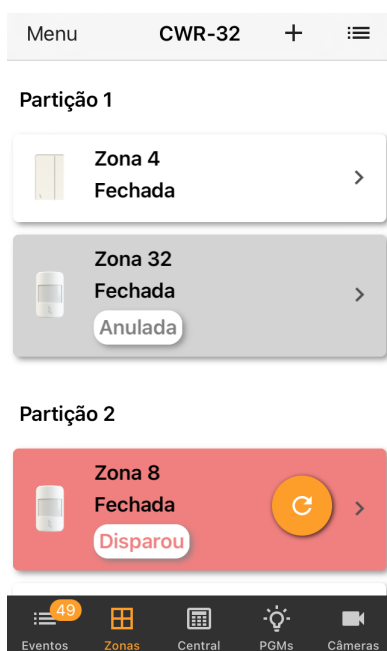 Menu CWR-32
Partição 1
Zona 4
Fechada
Zona 32
Fechada
Anulada
Partição 2
Zona 8
Fechada
Disparou
49
Eventos Zonas Central PGMs Câmeras